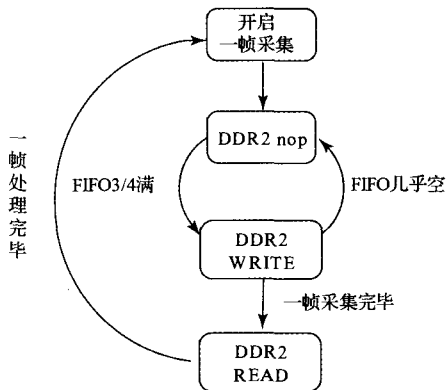 开启
一帧采集
DDR2 nop
一帧处理完毕
FIFO3/4满
FIFO几乎空
DDR2
WRITE
一帧采集完毕
DDR2
READ